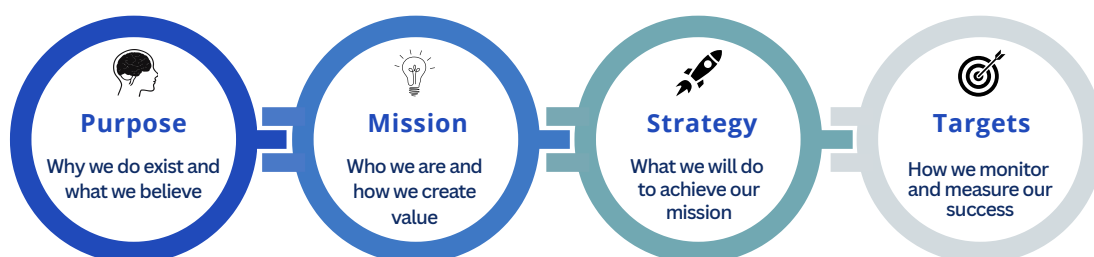 Purpose
Why we do exist and
what we believe
Mission
Who we are and
how we create
value
Strategy
What we will do
to achieve our
mission
Targets
How we monitor
and measure our
success